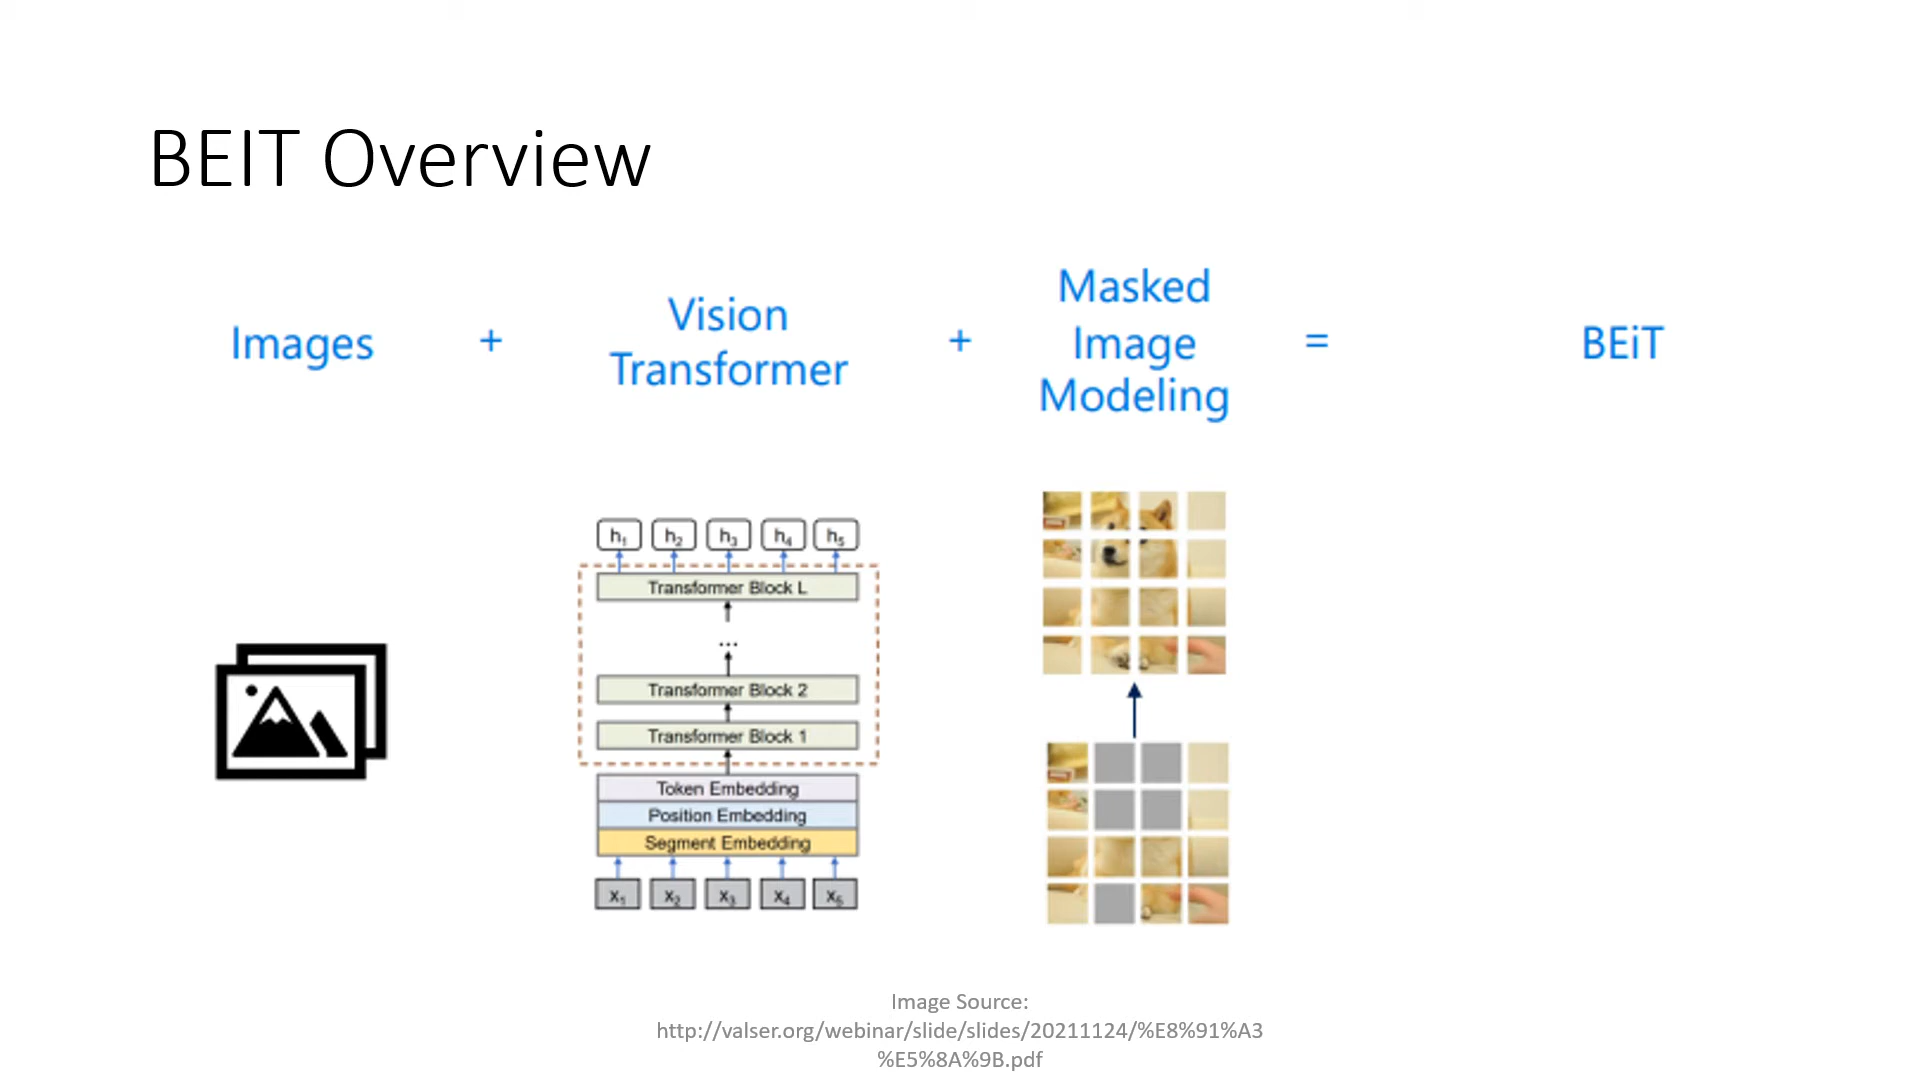 BEIT Overview
Images + Vision Transformer + Masked Image Modeling = BEiT
h1 h2 h3 h4 h5
Transformer Block L
...
Transformer Block 2
Transformer Block 1
Token Embedding
Position Embedding
Segment Embedding
x1 x2 x3 x4 x5
Image Source:
http://valser.org/webinar/slide/slides/20211124/%E8%91%A3
%E5%8A%9B.pdf